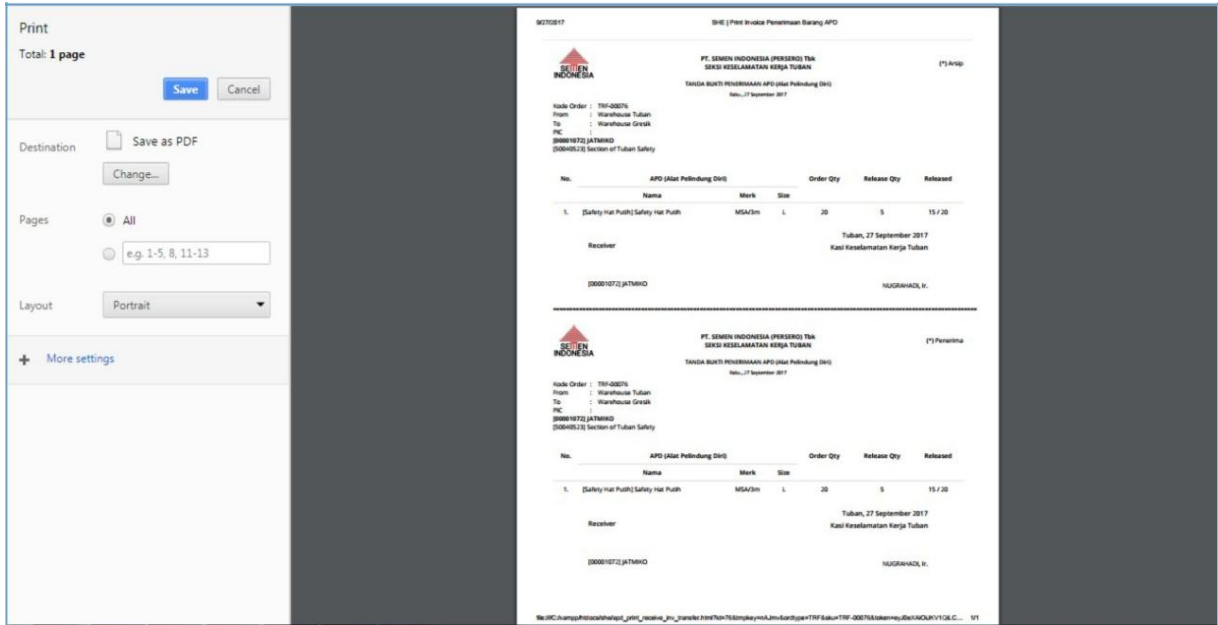 Print
Total: 1 page
Save Cancel
Destination Save as PDF
Change...
Pages All
e.g. 1-5, 8, 11-13
Layout Portrait
+ More settings
9/27/2017 SHE | Print Invoice Penerimaan Barang APD
SEMEN
INDONESIA
PT. SEMEN INDONESIA (PERSERO) Tbk
SEKSI KESELAMATAN KERJA TUBAN
(*) Arsip
TANDA BUKTI PENERIMAAN APD (Alat Pelindung Diri)
Rabu, 27 September 2017
Kode Order : TRF-00076
From : Warehouse Tuban
To : Warehouse Gresik
PIC :
[00001072] JATMIKO
[50040523] Section of Tuban Safety
No. APD (Alat Pelindung Diri) Order Qty Release Qty Released
Nama Merk Size
1. [Safety Hat Putih] Safety Hat Putih MSA/3m L 20 5 15 / 20
Tuban, 27 September 2017
Receiver Kasi Keselamatan Kerja Tuban
[00001072] JATMIKO NUGRAHADI, Ir.
SEMEN
INDONESIA
PT. SEMEN INDONESIA (PERSERO) Tbk
SEKSI KESELAMATAN KERJA TUBAN
(*) Penerima
TANDA BUKTI PENERIMAAN APD (Alat Pelindung Diri)
Rabu, 27 September 2017
Kode Order : TRF-00076
From : Warehouse Tuban
To : Warehouse Gresik
PIC :
[00001072] JATMIKO
[50040523] Section of Tuban Safety
No. APD (Alat Pelindung Diri) Order Qty Release Qty Released
Nama Merk Size
1. [Safety Hat Putih] Safety Hat Putih MSA/3m L 20 5 15 / 20
Tuban, 27 September 2017
Receiver Kasi Keselamatan Kerja Tuban
[00001072] JATMIKO NUGRAHADI, Ir.
1/1